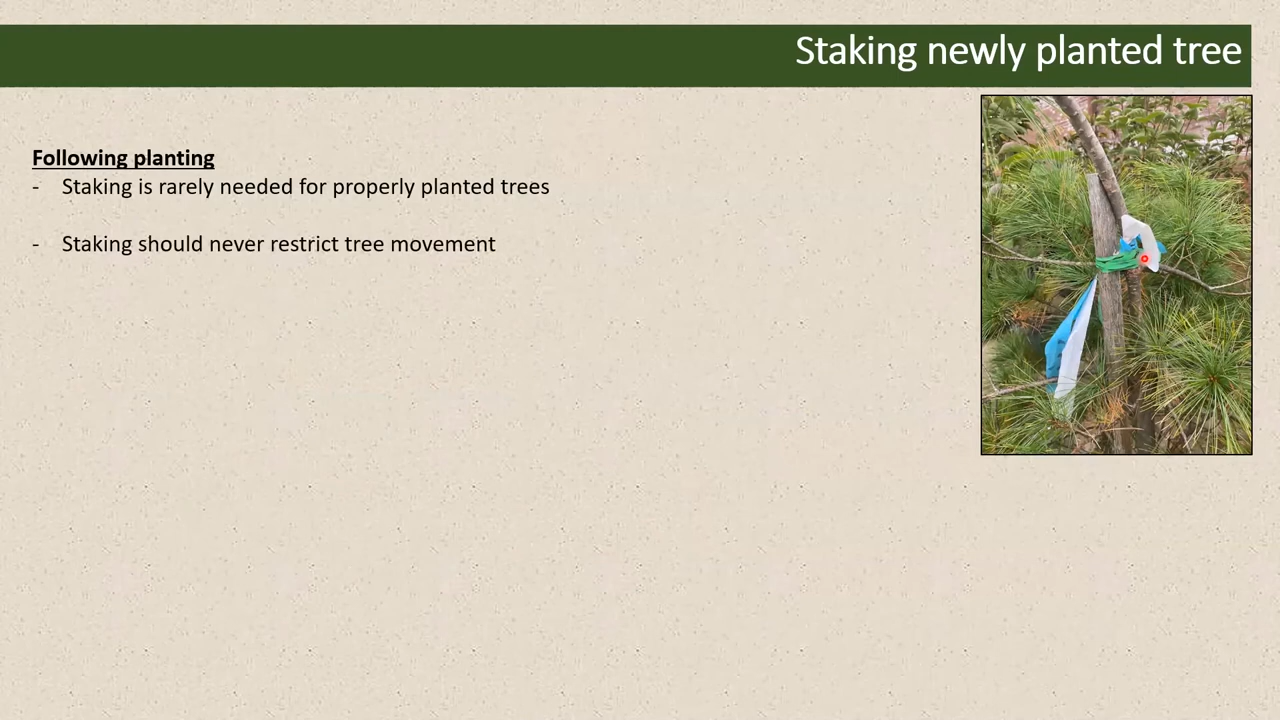 Staking newly planted tree
Following planting
- Staking is rarely needed for properly planted trees
- Staking should never restrict tree movement